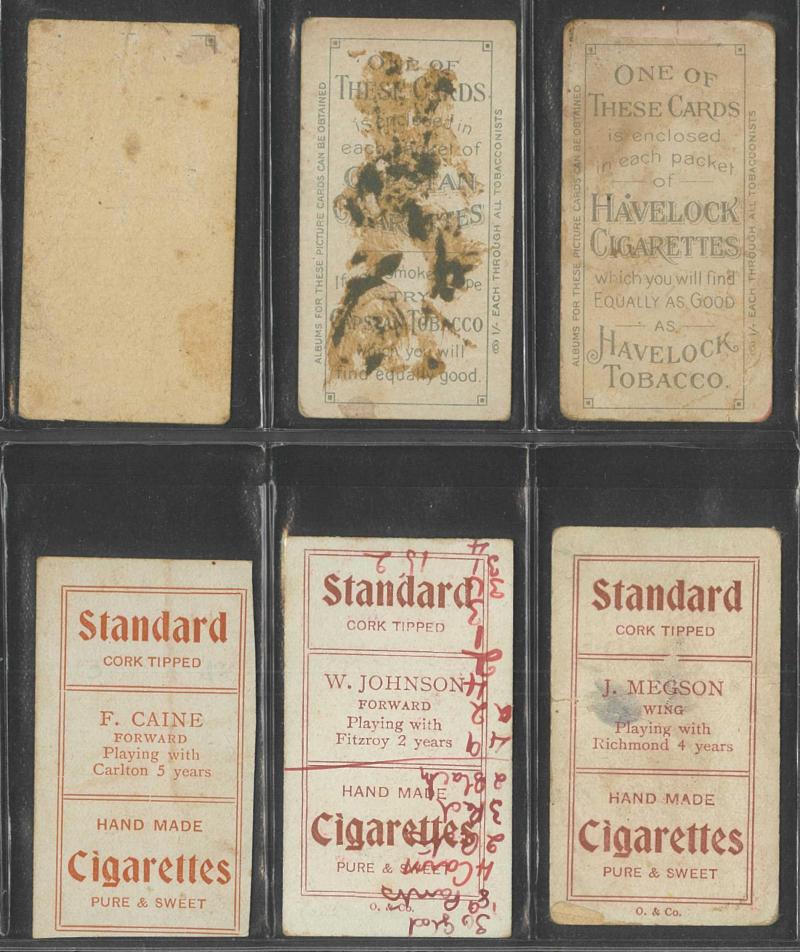 ALBUMS FOR THESE PICTURE CARDS CAN BE OBTAINED
ONE OF
THESE CARDS
is enclosed in
each packet of
CAPSTAN
CIGARETTES
If you smoke a pipe
TRY
CAPSTAN TOBACCO
which you will
find equally good.
@ 1/- EACH THROUGH ALL TOBACCONISTS
ALBUMS FOR THESE PICTURE CARDS CAN BE OBTAINED
ONE OF
THESE CARDS
is enclosed
in each packet
of
HAVELOCK
CIGARETTES
which you will find
EQUALLY AS GOOD
AS
HAVELOCK
TOBACCO.
@ 1/- EACH THROUGH ALL TOBACCONISTS
Standard
CORK TIPPED
F. CAINE
FORWARD
Playing with
Carlton 5 years
HAND MADE
Cigarettes
PURE & SWEET
Standard
CORK TIPPED
W. JOHNSON
FORWARD
Playing with
Fitzroy 2 years
HAND MADE
Cigarettes
PURE & SWEET
O. & Co.
2 Black
3 Red
Standard
CORK TIPPED
J. MEGSON
WING
Playing with
Richmond 4 years
HAND MADE
Cigarettes
PURE & SWEET
O. & Co.